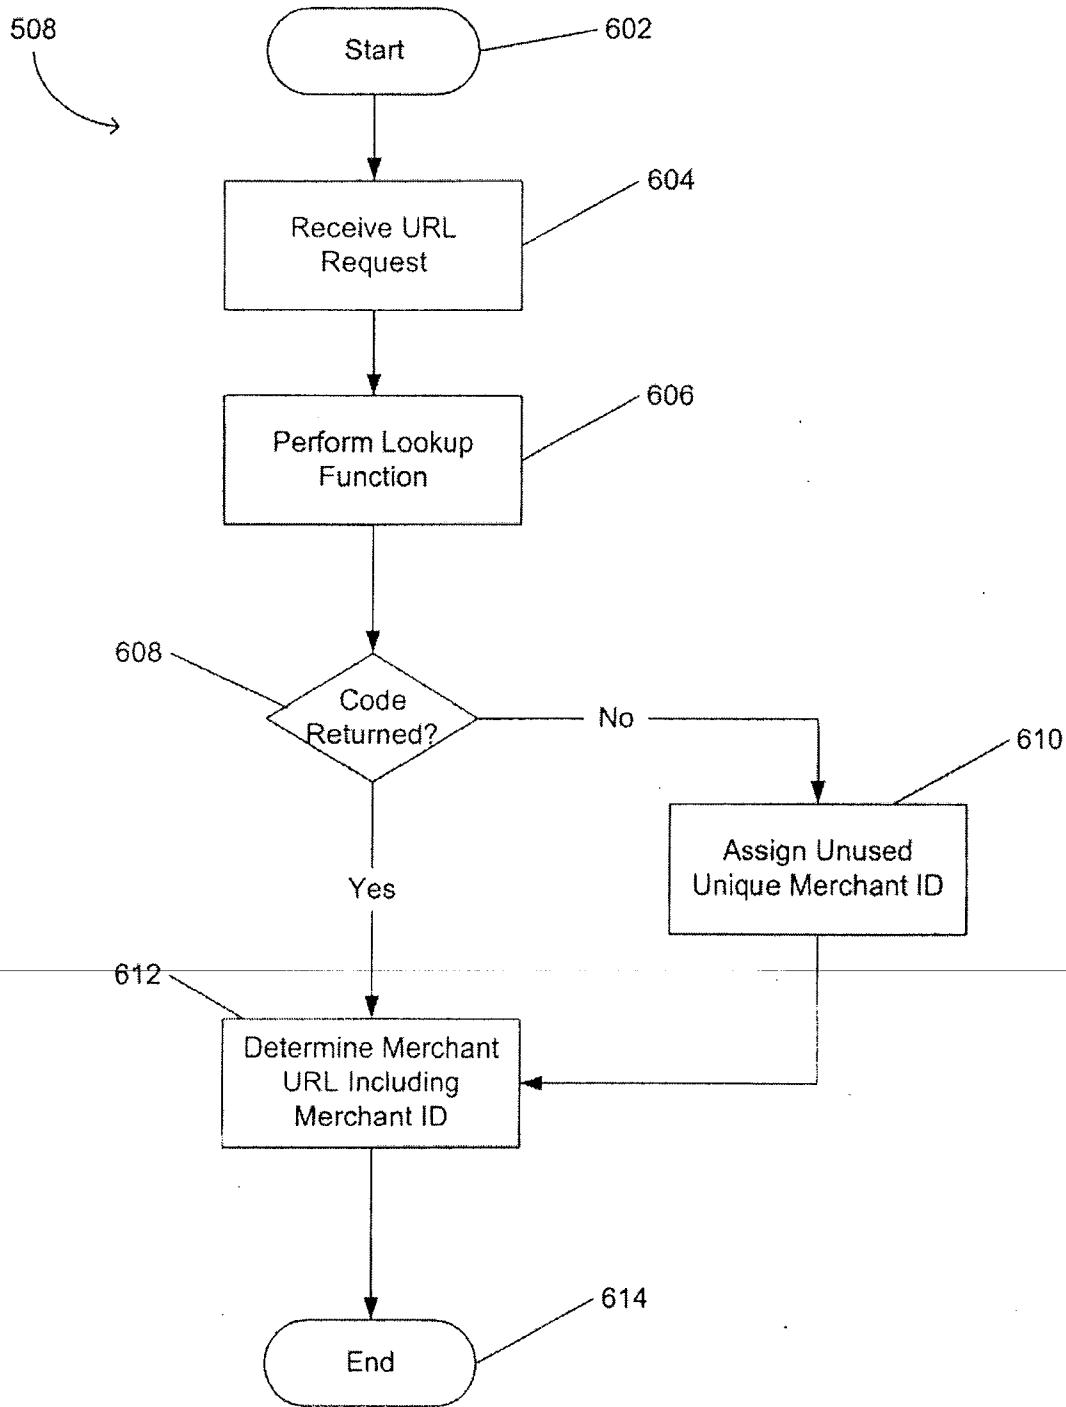 508
Start
602
Receive URL
Request
604
Perform Lookup
Function
606
608
Code
Returned?
No
610
Assign Unused
Unique Merchant ID
Yes
612
Determine Merchant
URL Including
Merchant ID
End
614